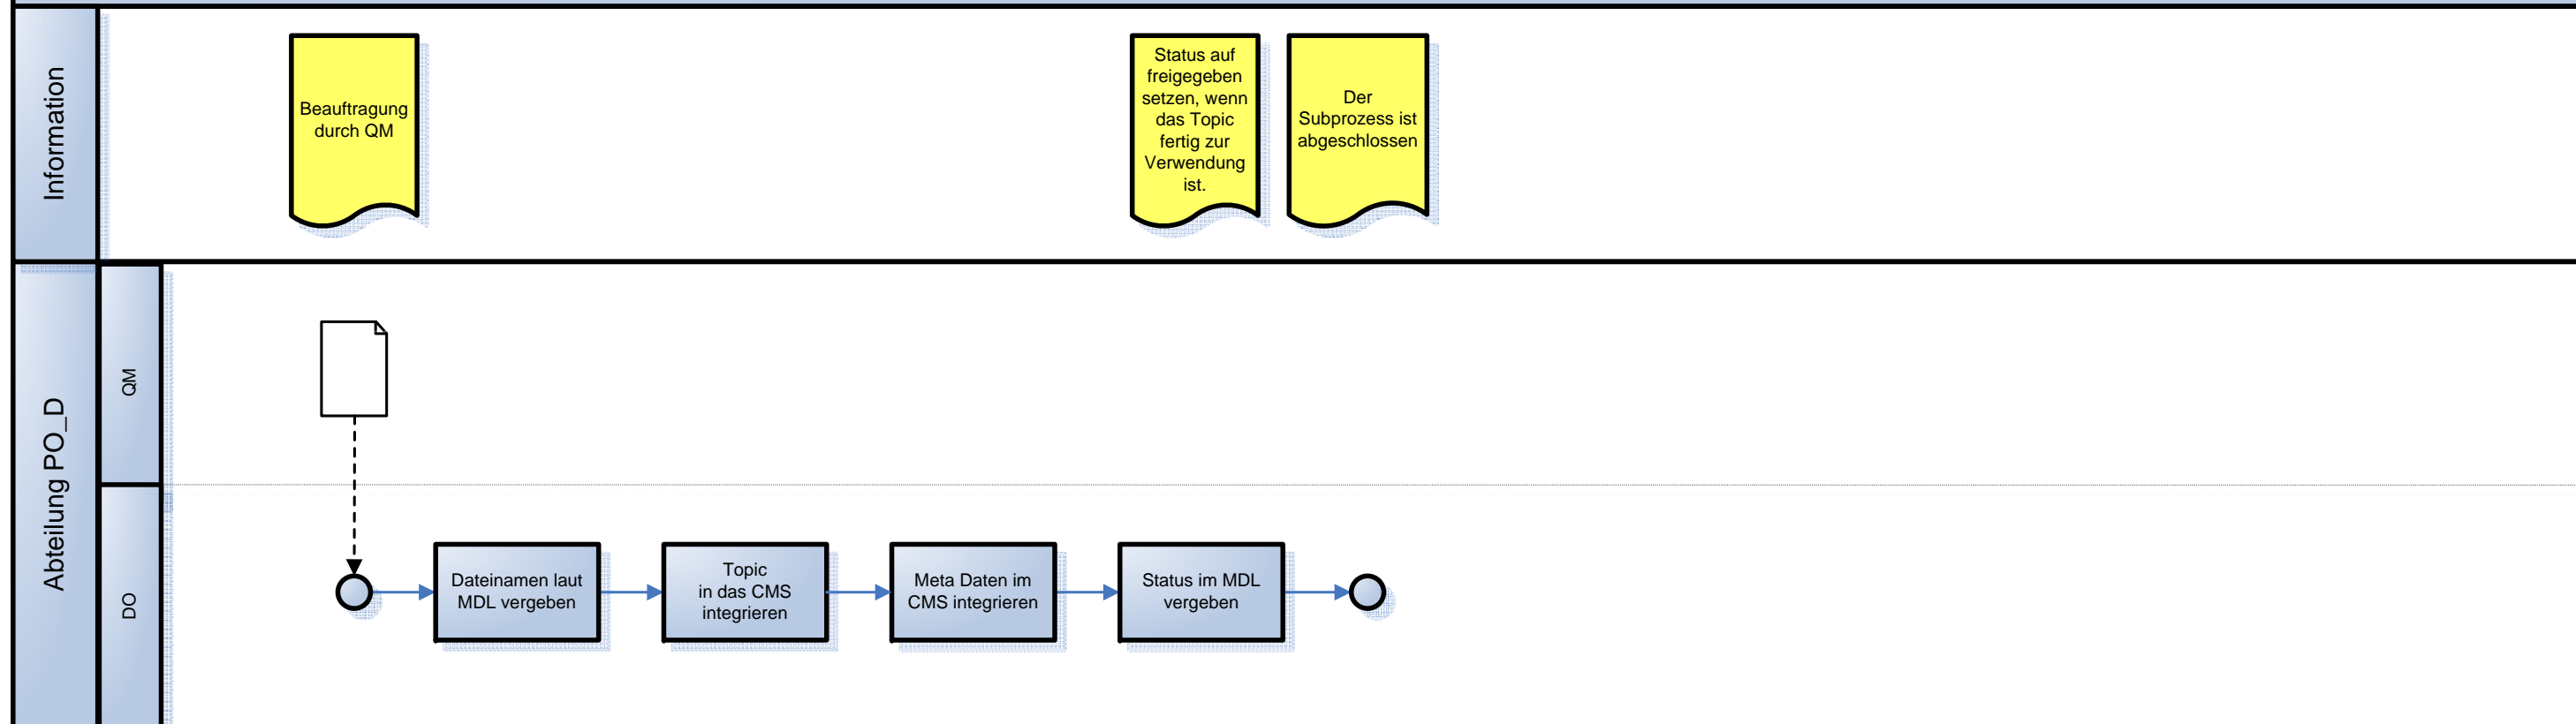 Information
Beauftragung
durch QM
Status auf
freigegeben
setzen, wenn
das Topic
fertig zur
Verwendung
ist.
Der
Subprozess ist
abgeschlossen
Abteilung PO_D
QM
DO
Dateinamen laut
MDL vergeben
Topic
in das CMS
integrieren
Meta Daten im
CMS integrieren
Status im MDL
vergeben